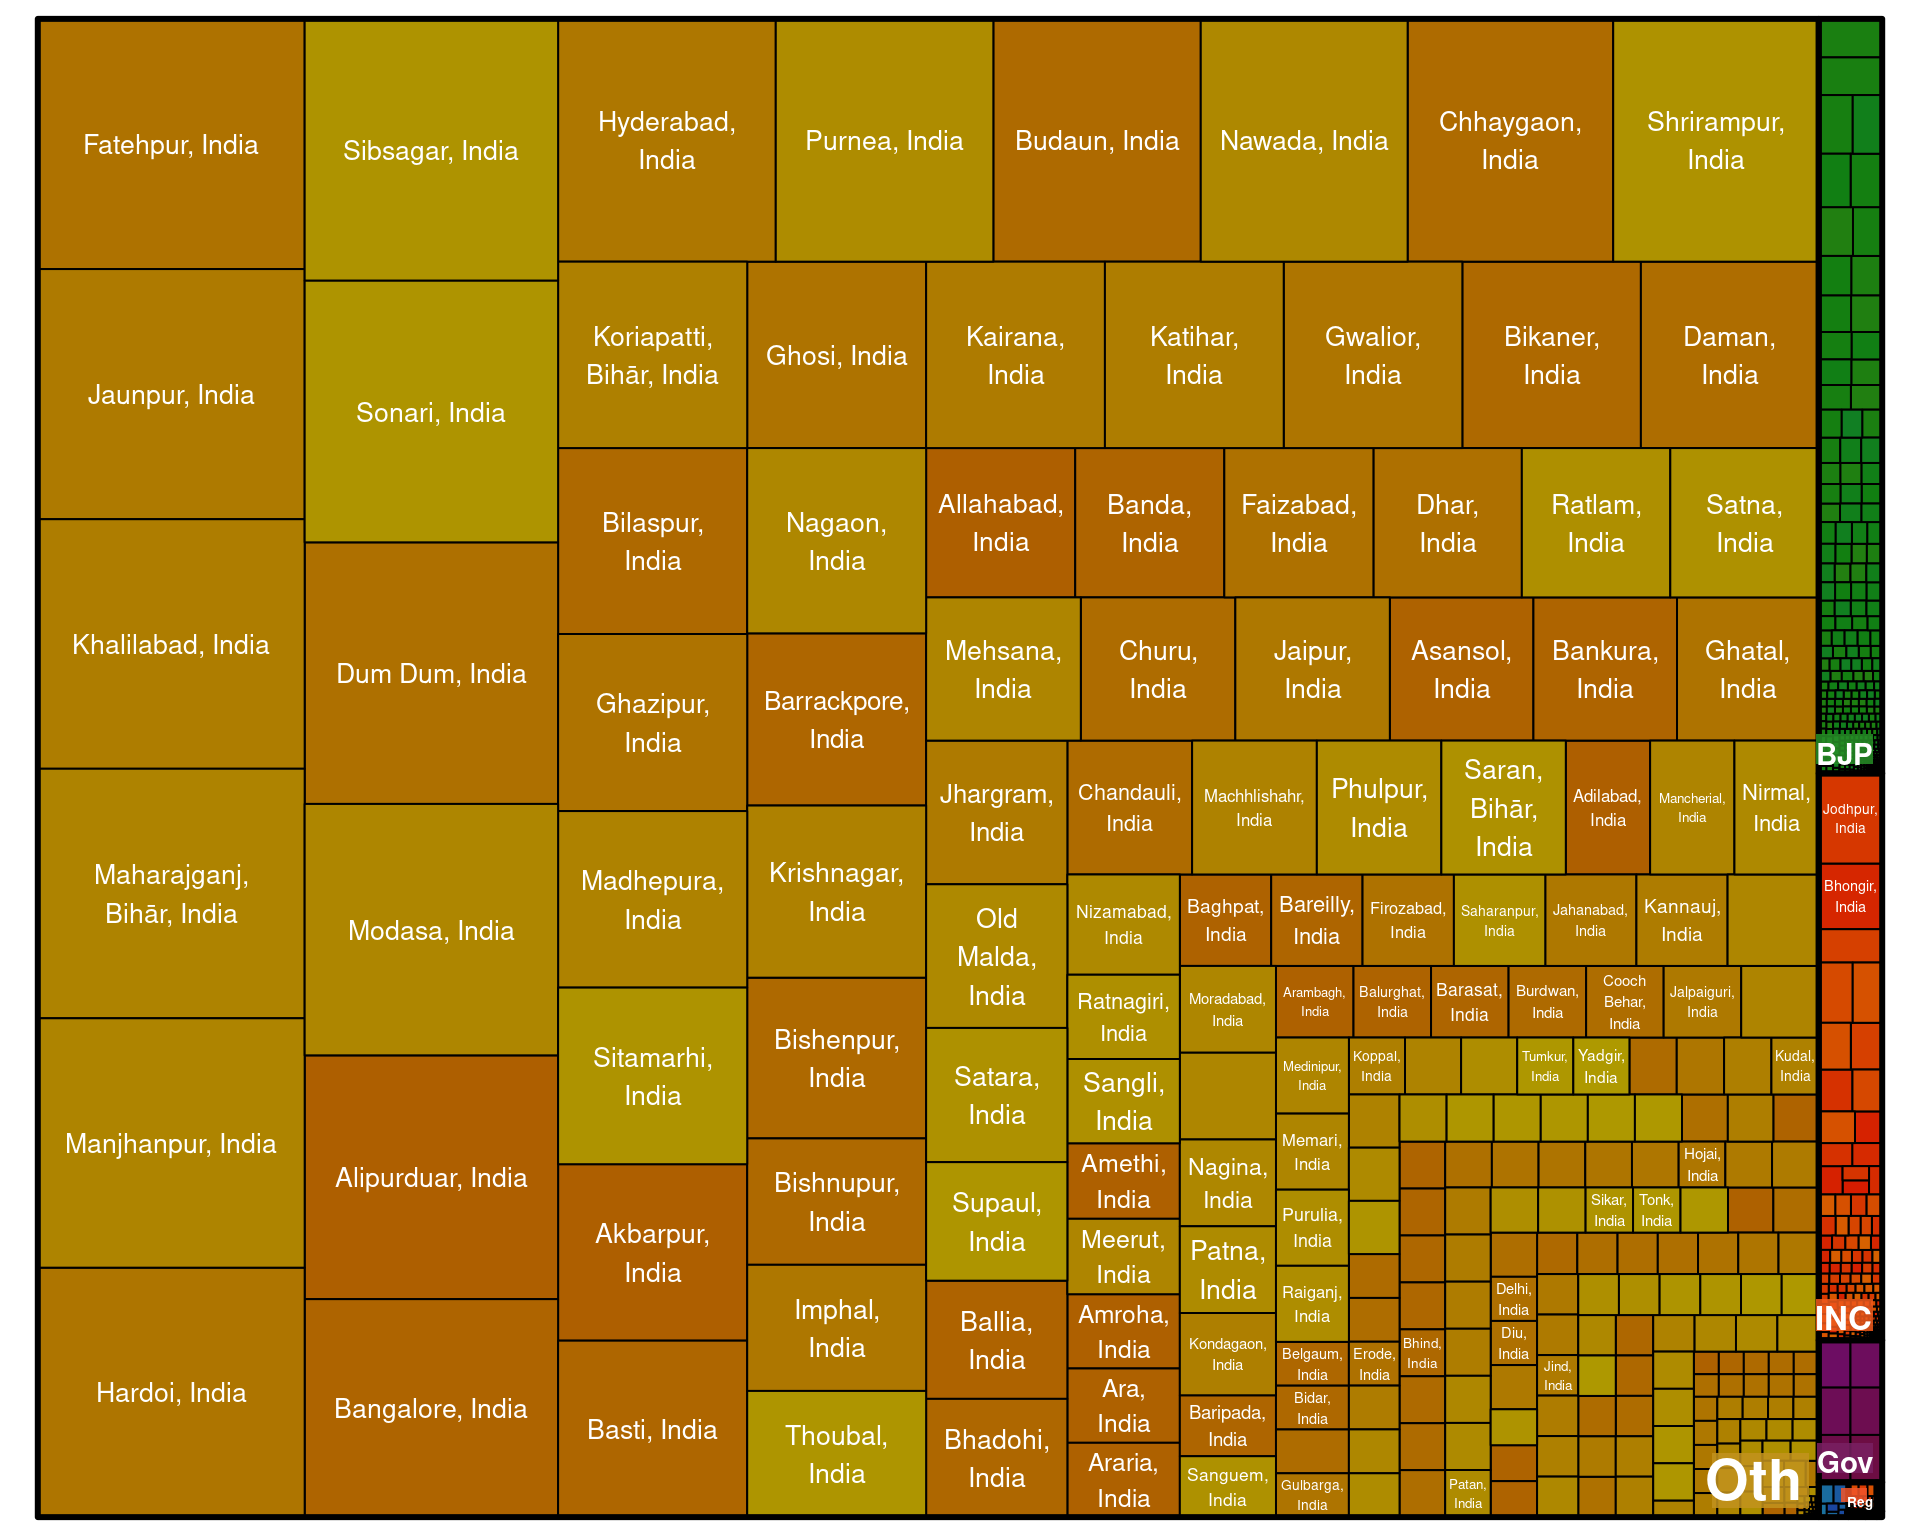 Fatehpur, India
Jaunpur, India
Khalilabad, India
Maharajganj,
Bihār, India
Manjhanpur, India
Hardoi, India
Sibsagar, India
Sonari, India
Dum Dum, India
Modasa, India
Alipurduar, India
Bangalore, India
Hyderabad,
India
Purnea, India
Budaun, India
Nawada, India
Chhaygaon,
India
Shrirampur,
India
Koriapatti,
Bihār, India
Ghosi, India
Kairana,
India
Katihar,
India
Gwalior,
India
Bikaner,
India
Daman,
India
Bilaspur,
India
Ghazipur,
India
Madhepura,
India
Sitamarhi,
India
Akbarpur,
India
Basti, India
Nagaon,
India
Barrackpore,
India
Krishnagar,
India
Bishenpur,
India
Bishnupur,
India
Imphal,
India
Thoubal,
India
Allahabad,
India
Banda,
India
Faizabad,
India
Dhar,
India
Ratlam,
India
Satna,
India
Mehsana,
India
Churu,
India
Jaipur,
India
Asansol,
India
Bankura,
India
Ghatal,
India
Jhargram,
India
Old
Malda,
India
Satara,
India
Supaul,
India
Ballia,
India
Bhadohi,
India
Chandauli,
India
Machhlishahr,
India
Phulpur,
India
Saran,
Bihār,
India
Adilabad,
India
Mancherial,
India
Nirmal,
India
Nizamabad,
India
Ratnagiri,
India
Sangli,
India
Amethi,
India
Meerut,
India
Amroha,
India
Ara,
India
Araria,
India
Baghpat,
India
Bareilly,
India
Firozabad,
India
Saharanpur,
India
Jahanabad,
India
Kannauj,
India
Moradabad,
India
Nagina,
India
Patna,
India
Kondagaon,
India
Baripada,
India
Sanguem,
India
Arambagh,
India
Balurghat,
India
Barasat,
India
Burdwan,
India
Cooch
Behar,
India
Jalpaiguri,
India
Medinipur,
India
Memari,
India
Purulia,
India
Raiganj,
India
Belgaum,
India
Bidar,
India
Gulbarga,
India
Koppal,
India
Tumkur,
India
Yadgir,
India
Kudal,
India
Hojai,
India
Sikar,
India
Tonk,
India
Erode,
India
Bhind,
India
Delhi,
India
Diu,
India
Jind,
India
Patan,
India
Oth
BJP
Jodhpur,
India
Bhongir,
India
INC
Gov
Reg